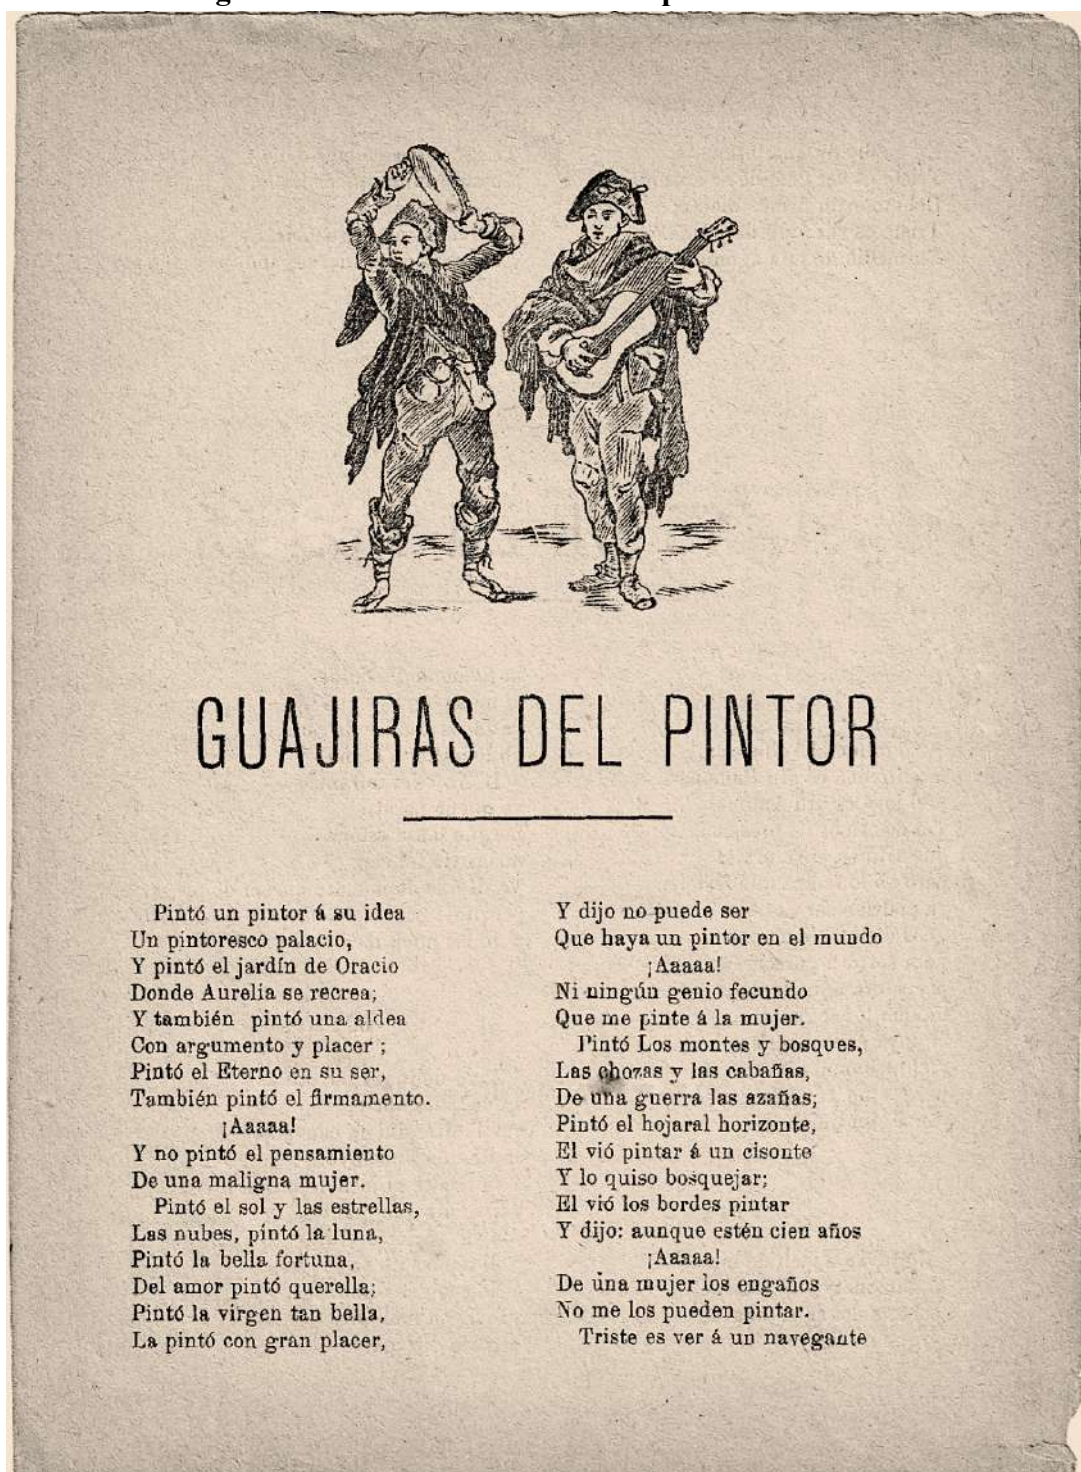 GUAJIRAS DEL PINTOR
Pintó un pintor á su idea
Un pintoresco palacio,
Y pintó el jardín de Oracio
Donde Aurelia se recrea;
Y también pintó una aldea
Con argumento y placer ;
Pintó el Eterno en su ser,
También pintó el firmamento.
¡Aaaaa!
Y no pintó el pensamiento
De una maligna mujer.
Pintó el sol y las estrellas,
Las nubes, pintó la luna,
Pintó la bella fortuna,
Del amor pintó querella;
Pintó la virgen tan bella,
La pintó con gran placer,
Y dijo no puede ser
Que haya un pintor en el mundo
¡Aaaaa!
Ni ningún genio fecundo
Que me pinte á la mujer.
Pintó Los montes y bosques,
Las chozas y las cabañas,
De una guerra las azañas;
Pintó el hojaral horizonte,
El vió pintar á un cisonte
Y lo quiso bosquejar;
El vió los bordes pintar
Y dijo: aunque estén cien años
¡Aaaaa!
De una mujer los engaños
No me los pueden pintar.
Triste es ver á un navegante